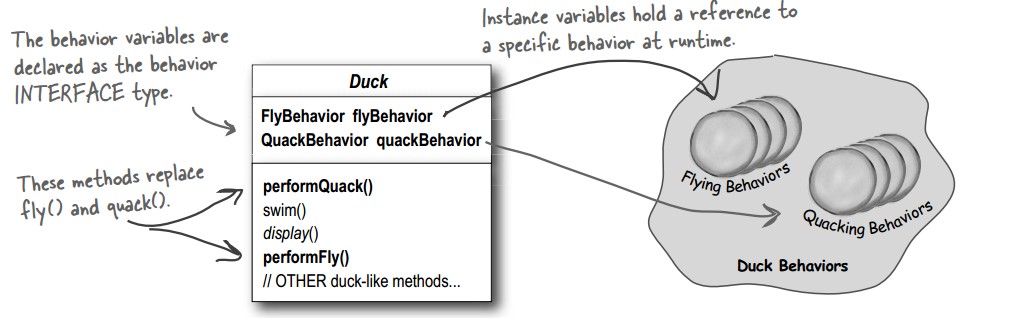 Instance variables hold a reference to
a specific behavior at runtime.
The behavior variables are
declared as the behavior
INTERFACE type.
Duck
FlyBehavior flyBehavior
QuackBehavior quackBehavior
These methods replace
fly() and quack().
performQuack()
swim()
display()
performFly()
// OTHER duck-like methods...
Flying Behaviors
Quacking Behaviors
Duck Behaviors